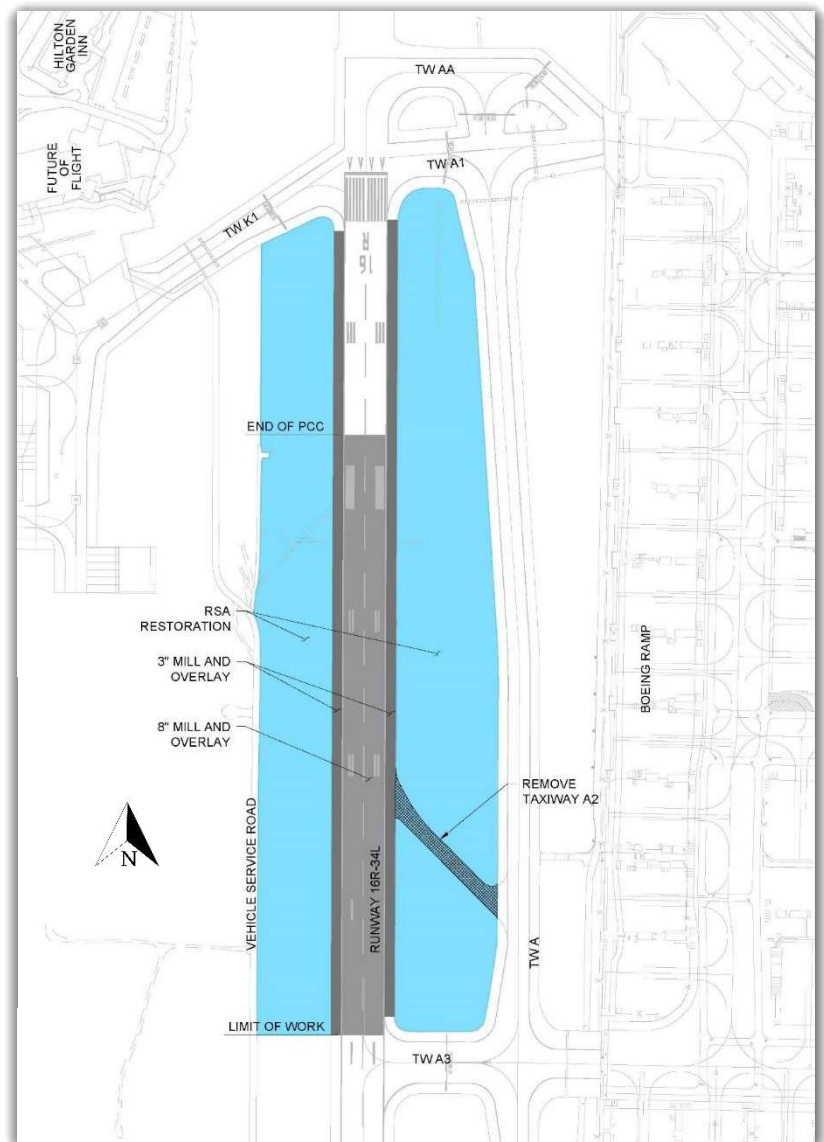 HILTON
GARDEN
INN
TW AA
FUTURE
OF
FLIGHT
TW A1
TW K1
16
R
END OF PCC
RSA
RESTORATION
3" MILL AND
OVERLAY
8" MILL AND
OVERLAY
BOEING RAMP
REMOVE
TAXIWAY A2
N
VEHICLE SERVICE ROAD
RUNWAY 16R-34L
TW A
LIMIT OF WORK
TW A3